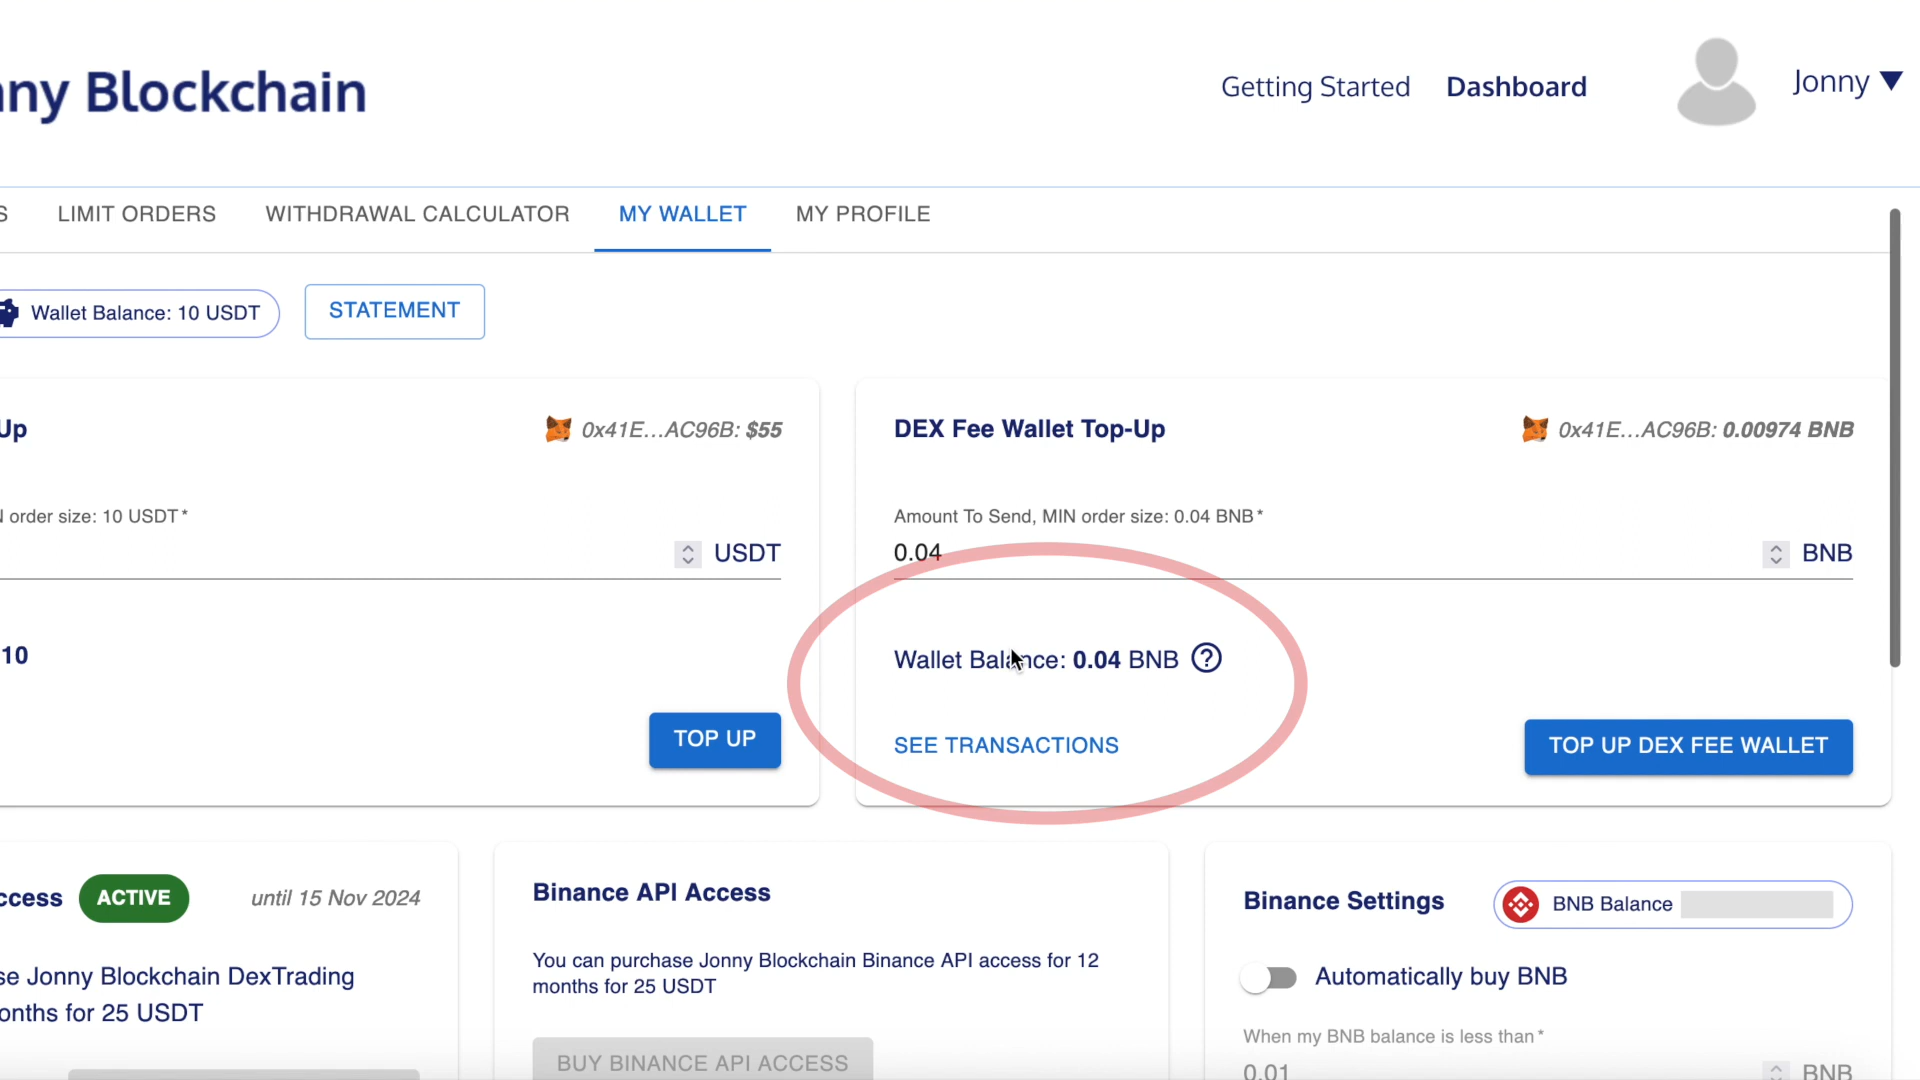 nny Blockchain
Getting Started
Dashboard
Jonny
S
LIMIT ORDERS
WITHDRAWAL CALCULATOR
MY WALLET
MY PROFILE
Wallet Balance: 10 USDT
STATEMENT
Up
0x41E...AC96B: $55
order size: 10 USDT*
USDT
10
TOP UP
DEX Fee Wallet Top-Up
0x41E...AC96B: 0.00974 BNB
Amount To Send, MIN order size: 0.04 BNB*
0.04
BNB
Wallet Balance: 0.04 BNB ?
SEE TRANSACTIONS
TOP UP DEX FEE WALLET
ccess
ACTIVE
until 15 Nov 2024
se Jonny Blockchain DexTrading
onths for 25 USDT
Binance API Access
You can purchase Jonny Blockchain Binance API access for 12
months for 25 USDT
BUY BINANCE API ACCESS
Binance Settings
BNB Balance
Automatically buy BNB
When my BNB balance is less than*
0.01
BNB